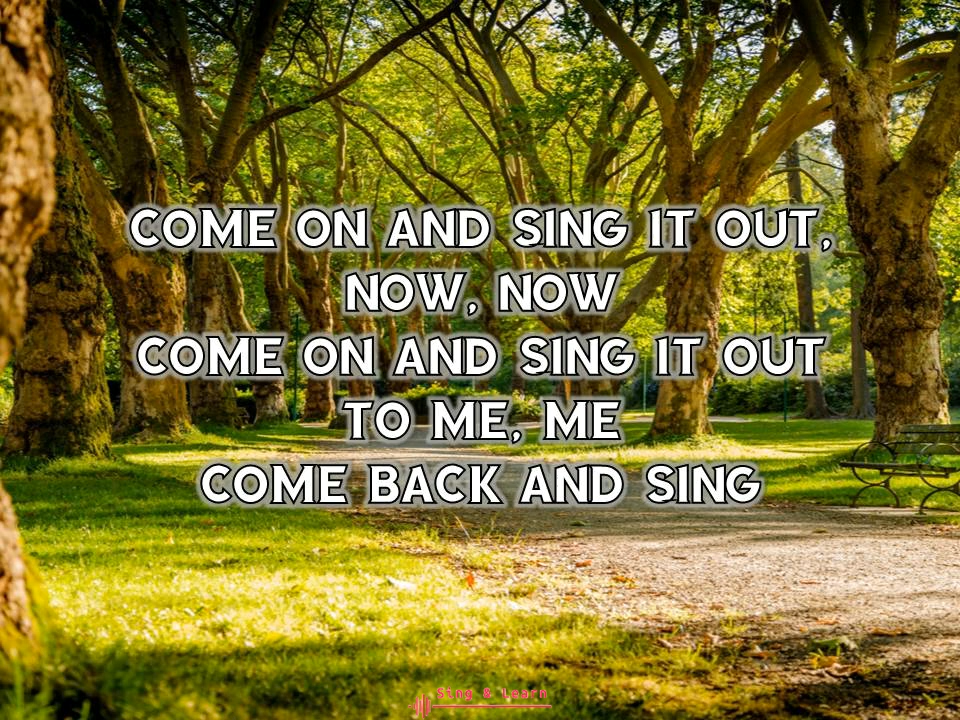 COME ON AND SING IT OUT,
NOW, NOW
COME ON AND SING IT OUT
TO ME, ME
COME BACK AND SING
Sing & Learn